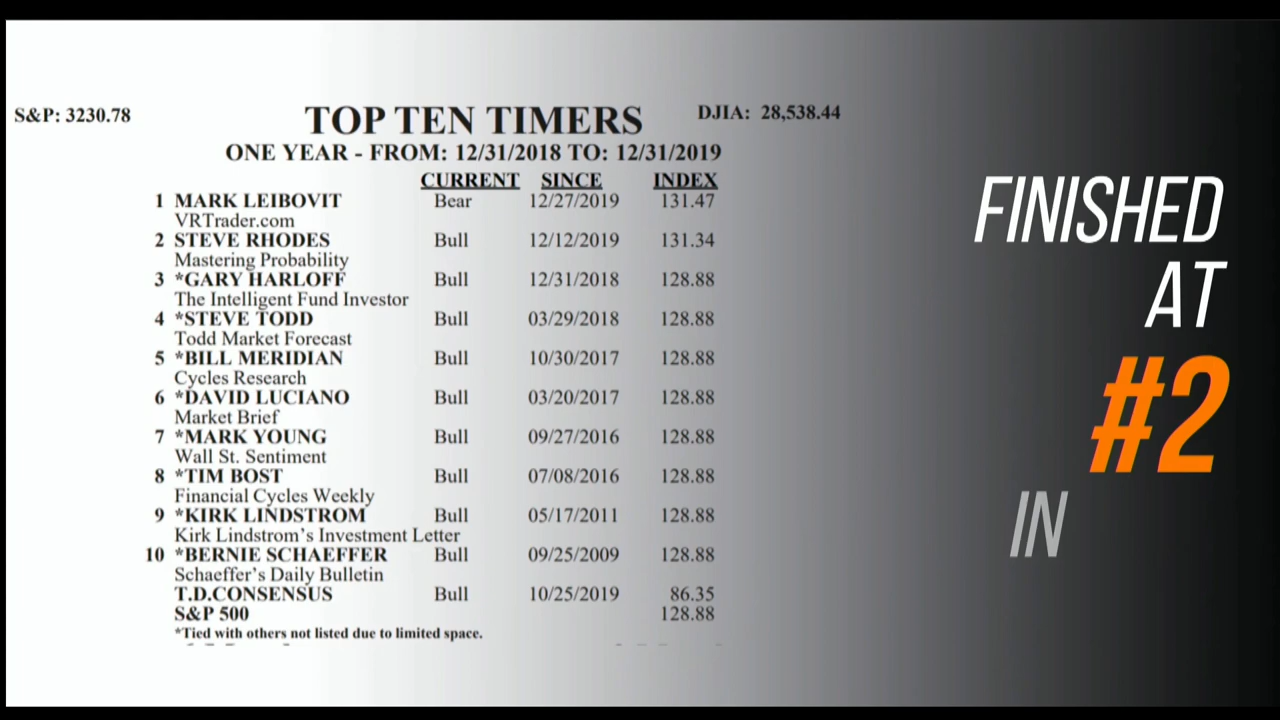 S&P: 3230.78
TOP TEN TIMERS
DJIA: 28,538.44
ONE YEAR - FROM: 12/31/2018 TO: 12/31/2019
CURRENT SINCE INDEX
1 MARK LEIBOVIT Bear 12/27/2019 131.47
VRTrader.com
2 STEVE RHODES Bull 12/12/2019 131.34
Mastering Probability
3 *GARY HARLOFF Bull 12/31/2018 128.88
The Intelligent Fund Investor
4 *STEVE TODD Bull 03/29/2018 128.88
Todd Market Forecast
5 *BILL MERIDIAN Bull 10/30/2017 128.88
Cycles Research
6 *DAVID LUCIANO Bull 03/20/2017 128.88
Market Brief
7 *MARK YOUNG Bull 09/27/2016 128.88
Wall St. Sentiment
8 *TIM BOST Bull 07/08/2016 128.88
Financial Cycles Weekly
9 *KIRK LINDSTROM Bull 05/17/2011 128.88
Kirk Lindstrom's Investment Letter
10 *BERNIE SCHAEFFER Bull 09/25/2009 128.88
Schaeffer's Daily Bulletin
T.D.CONSENSUS Bull 10/25/2019 86.35
S&P 500 128.88
*Tied with others not listed due to limited space.
FINISHED
AT
#2
IN